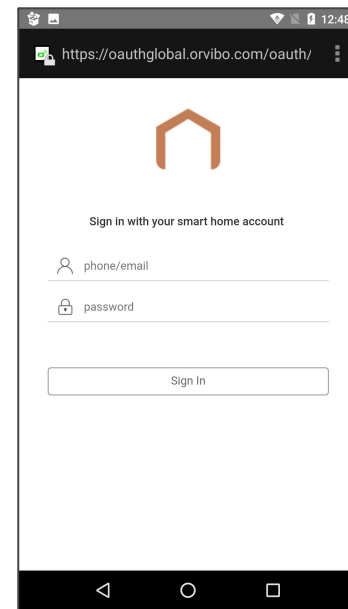 12:48
https://oauthglobal.orvibo.com/oauth/
Sign in with your smart home account
phone/email
password
Sign In